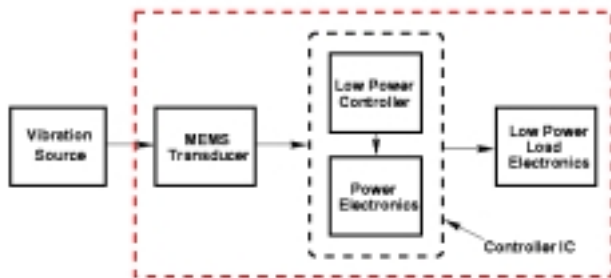 Vibration
Source
MEMS
Transducer
Low Power
Controller
Power
Electronics
Low Power
Load
Electronics
Controller IC